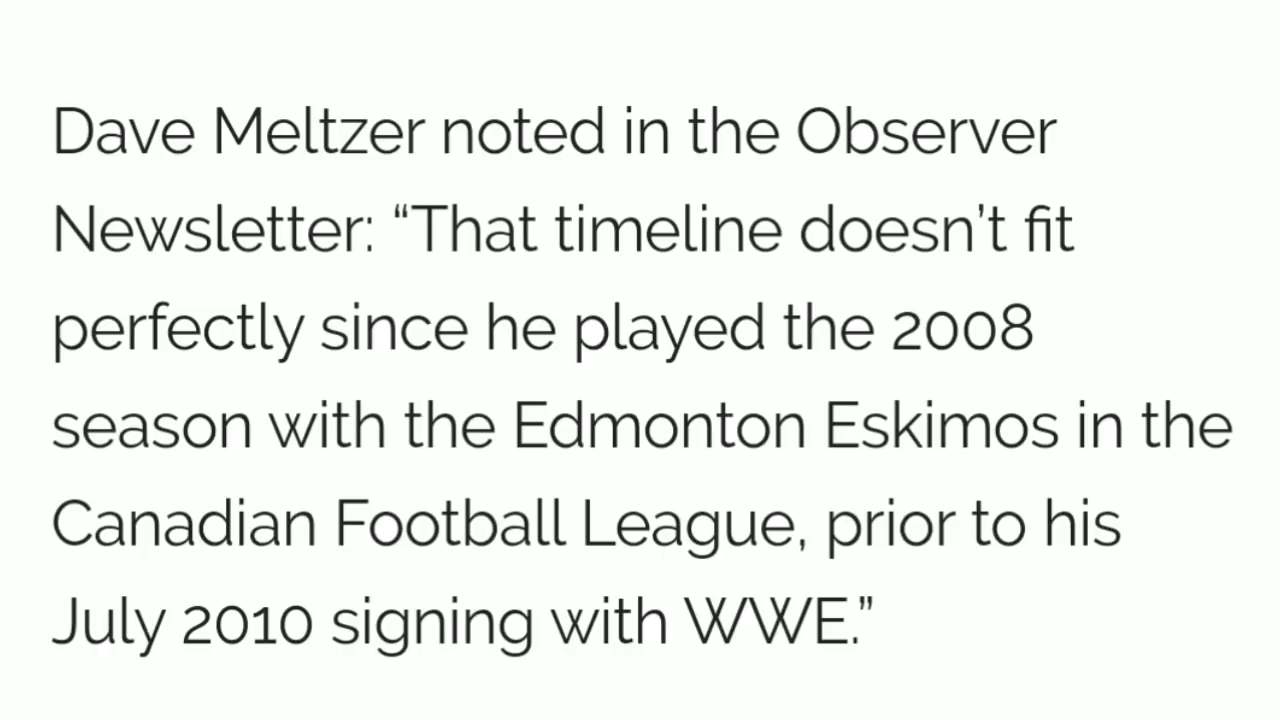 Dave Meltzer noted in the Observer
Newsletter: “That timeline doesn’t fit
perfectly since he played the 2008
season with the Edmonton Eskimos in the
Canadian Football League, prior to his
July 2010 signing with WWE.”